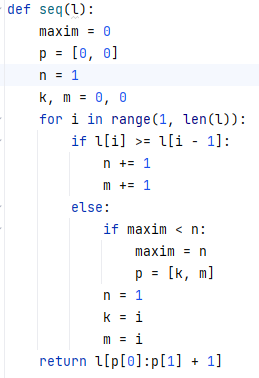 def seq(l):
    maxim = 0
    p = [0, 0]
    n = 1
    k, m = 0, 0
    for i in range(1, len(l)):
        if l[i] >= l[i - 1]:
            n += 1
            m += 1
        else:
            if maxim < n:
                maxim = n
                p = [k, m]
            n = 1
            k = i
            m = i
    return l[p[0]:p[1] + 1]